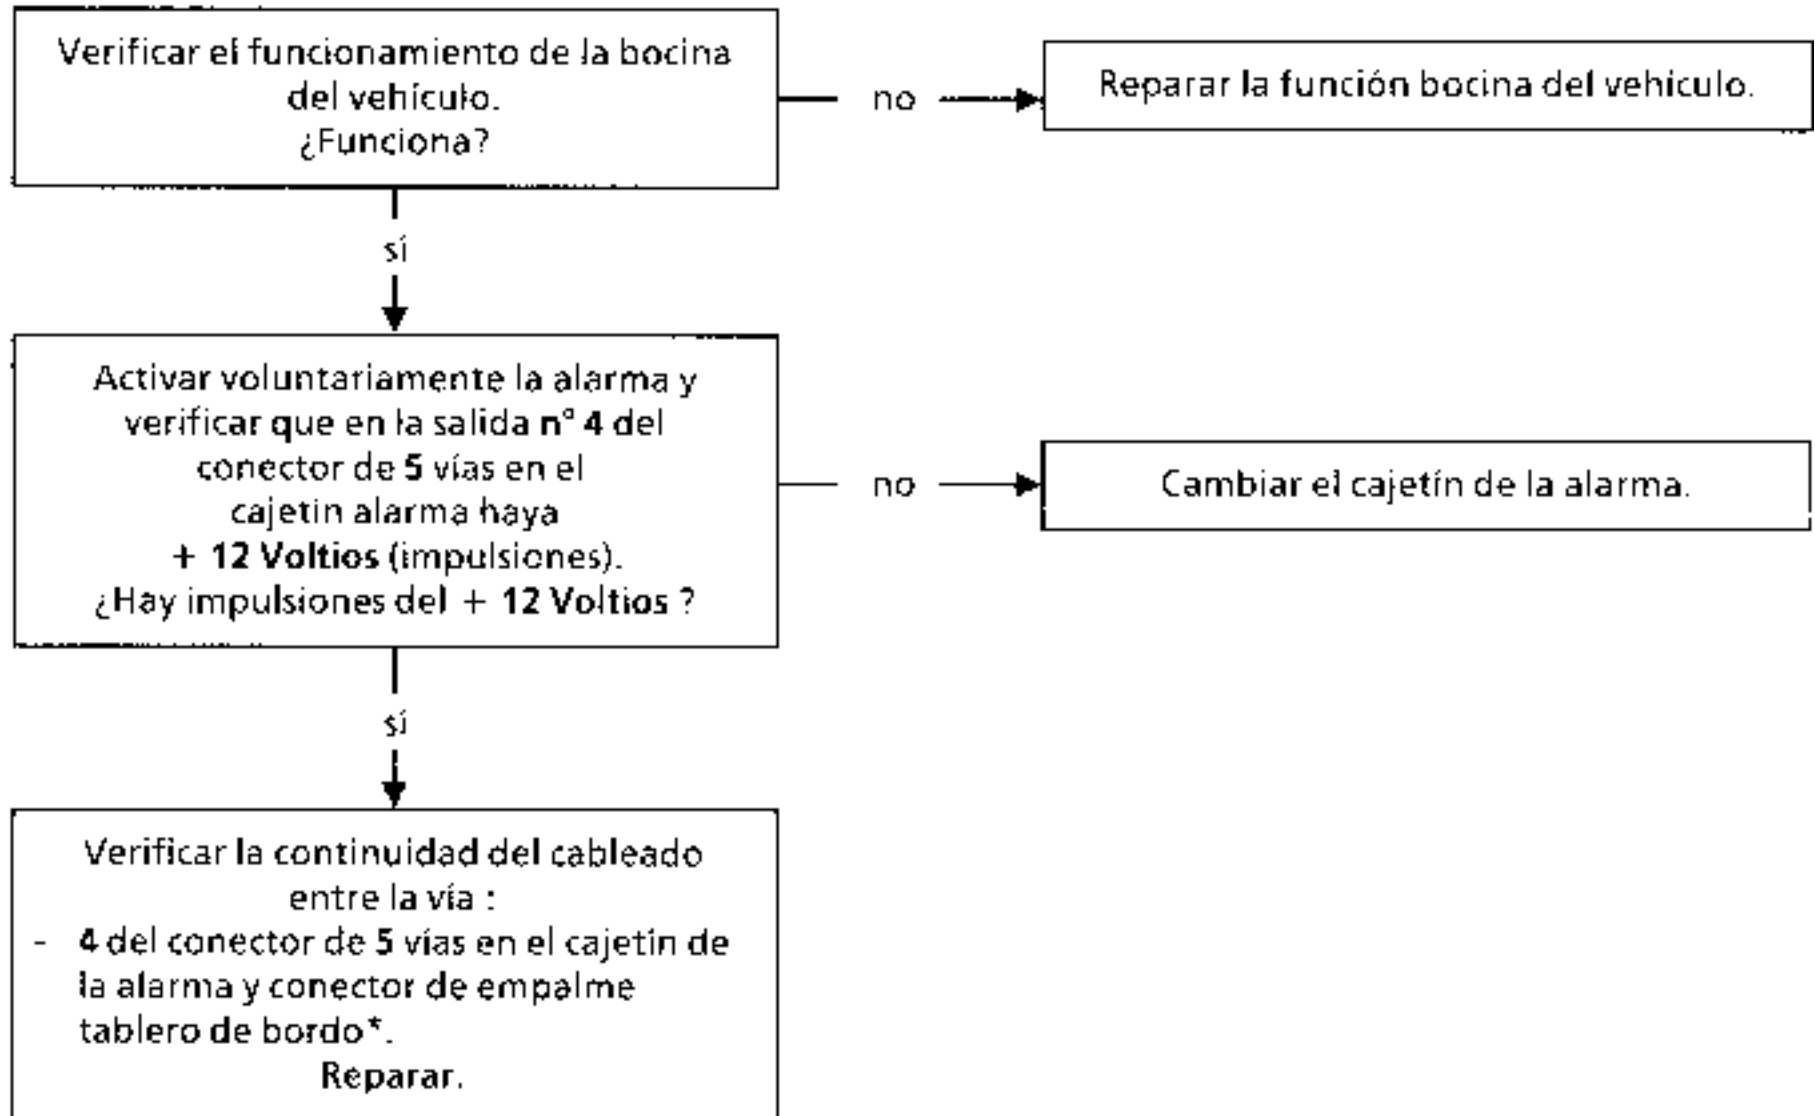 Verificar el funcionamiento de la bocina
del vehículo.
¿Funciona?
no
Reparar la función bocina del vehículo.
sí
Activar voluntariamente la alarma y
verificar que en la salida n° 4 del
conector de 5 vías en el
cajetin alarma haya
+ 12 Voltios (impulsiones).
¿Hay impulsiones del + 12 Voltios ?
no
Cambiar el cajetín de la alarma.
sí
Verificar la continuidad del cableado
entre la vía :
- 4 del conector de 5 vías en el cajetín de
la alarma y conector de empalme
tablero de bordo*.
Reparar.